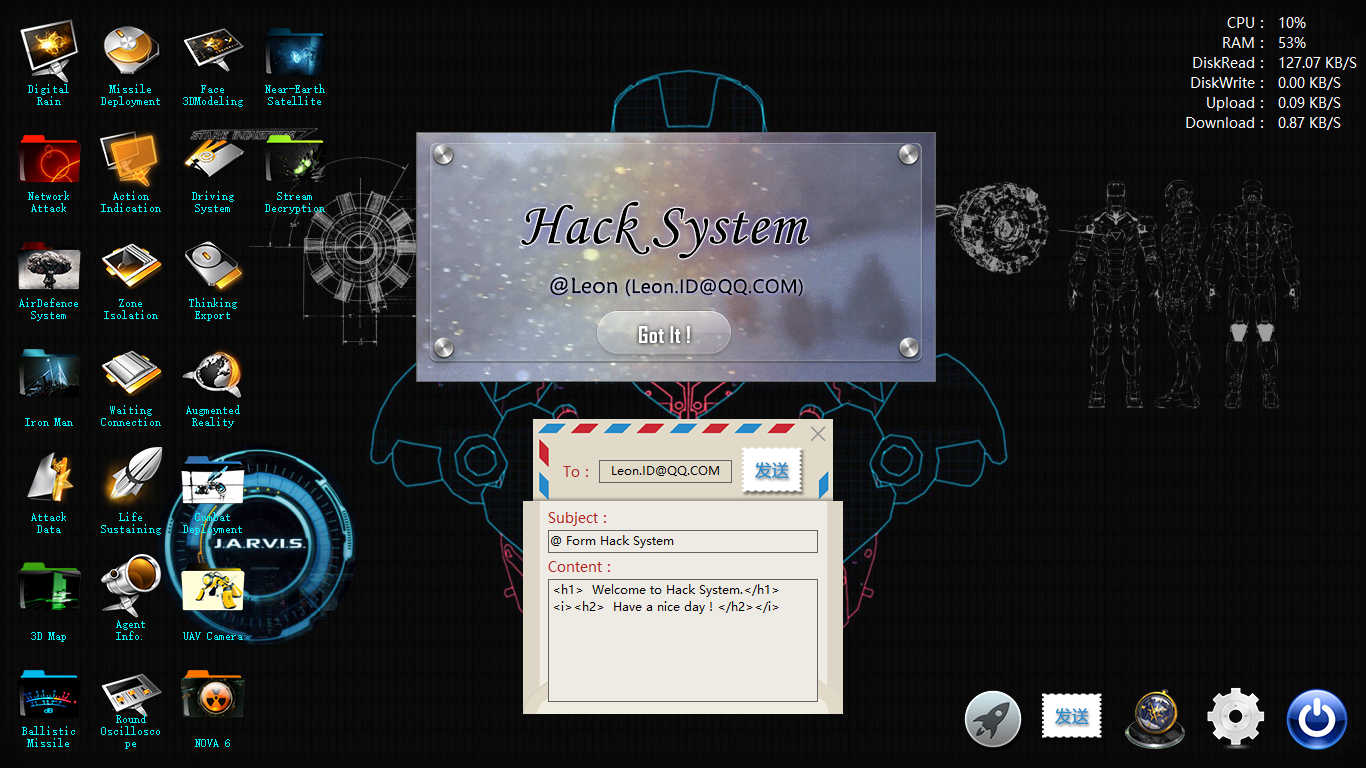 Digital
Rain
Missile
Deployment
Face
3DModeling
Near-Earth
Satellite
Network
Attack
Action
Indication
STARK INDUSTRIES
Driving
System
Stream
Decryption
AirDefence
System
Zone
Isolation
Thinking
Export
Iron Man
Waiting
Connection
Augmented
Reality
Attack
Data
Life
Sustaining
Combat
Deployment
J.A.R.V.I.S.
3D Map
Agent
Info.
UAV Camera
Ballistic
Missile
Round
Oscillosco
pe
NOVA 6
Hack System
@Leon (Leon.ID@QQ.COM)
Got It !
To : Leon.ID@QQ.COM 发送
Subject :
@ Form Hack System
Content :
<h1>  Welcome to Hack System.</h1>
<i><h2>  Have a nice day ! </h2></i>
CPU : 10%
RAM : 53%
DiskRead : 127.07 KB/S
DiskWrite : 0.00 KB/S
Upload : 0.09 KB/S
Download : 0.87 KB/S
发送